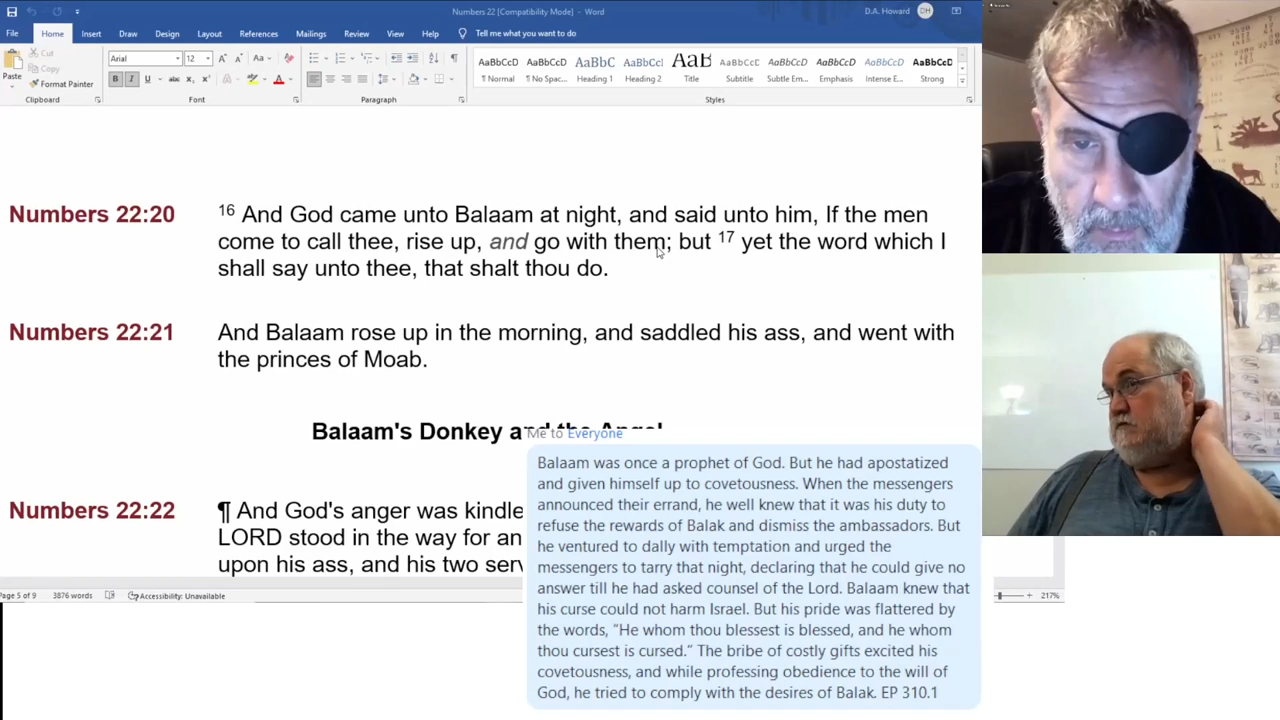 Numbers 22 [Compatibility Mode] - Word
D.A. Howard
DH
File Home Insert Draw Design Layout References Mailings Review View Help Tell me what you want to do
Cut
Copy
Format Painter
Paste
Arial 12
Clipboard
Font
Paragraph
Styles
AaBbCcD AaBbCcD AaBbC AaBbCcD AaB AaBbCcD AaBbCcD AaBbCcD AaBbCcD AaBbCcD
¶ Normal ¶ No Spac... Heading 1 Heading 2 Title Subtitle Subtle Em... Emphasis Intense E... Strong
Numbers 22:20 16 And God came unto Balaam at night, and said unto him, If the men
come to call thee, rise up, and go with them; but 17 yet the word which I
shall say unto thee, that shalt thou do.
Numbers 22:21 And Balaam rose up in the morning, and saddled his ass, and went with
the princes of Moab.
Balaam's Donkey and the Angel
Numbers 22:22 ¶ And God's anger was kindle
LORD stood in the way for an
upon his ass, and his two serv
Me to Everyone
Balaam was once a prophet of God. But he had apostatized
and given himself up to covetousness. When the messengers
announced their errand, he well knew that it was his duty to
refuse the rewards of Balak and dismiss the ambassadors. But
he ventured to dally with temptation and urged the
messengers to tarry that night, declaring that he could give no
answer till he had asked counsel of the Lord. Balaam knew that
his curse could not harm Israel. But his pride was flattered by
the words, "He whom thou blessest is blessed, and he whom
thou cursest is cursed." The bribe of costly gifts excited his
covetousness, and while professing obedience to the will of
God, he tried to comply with the desires of Balak. EP 310.1
Page 5 of 9 3876 words Accessibility: Unavailable
217%